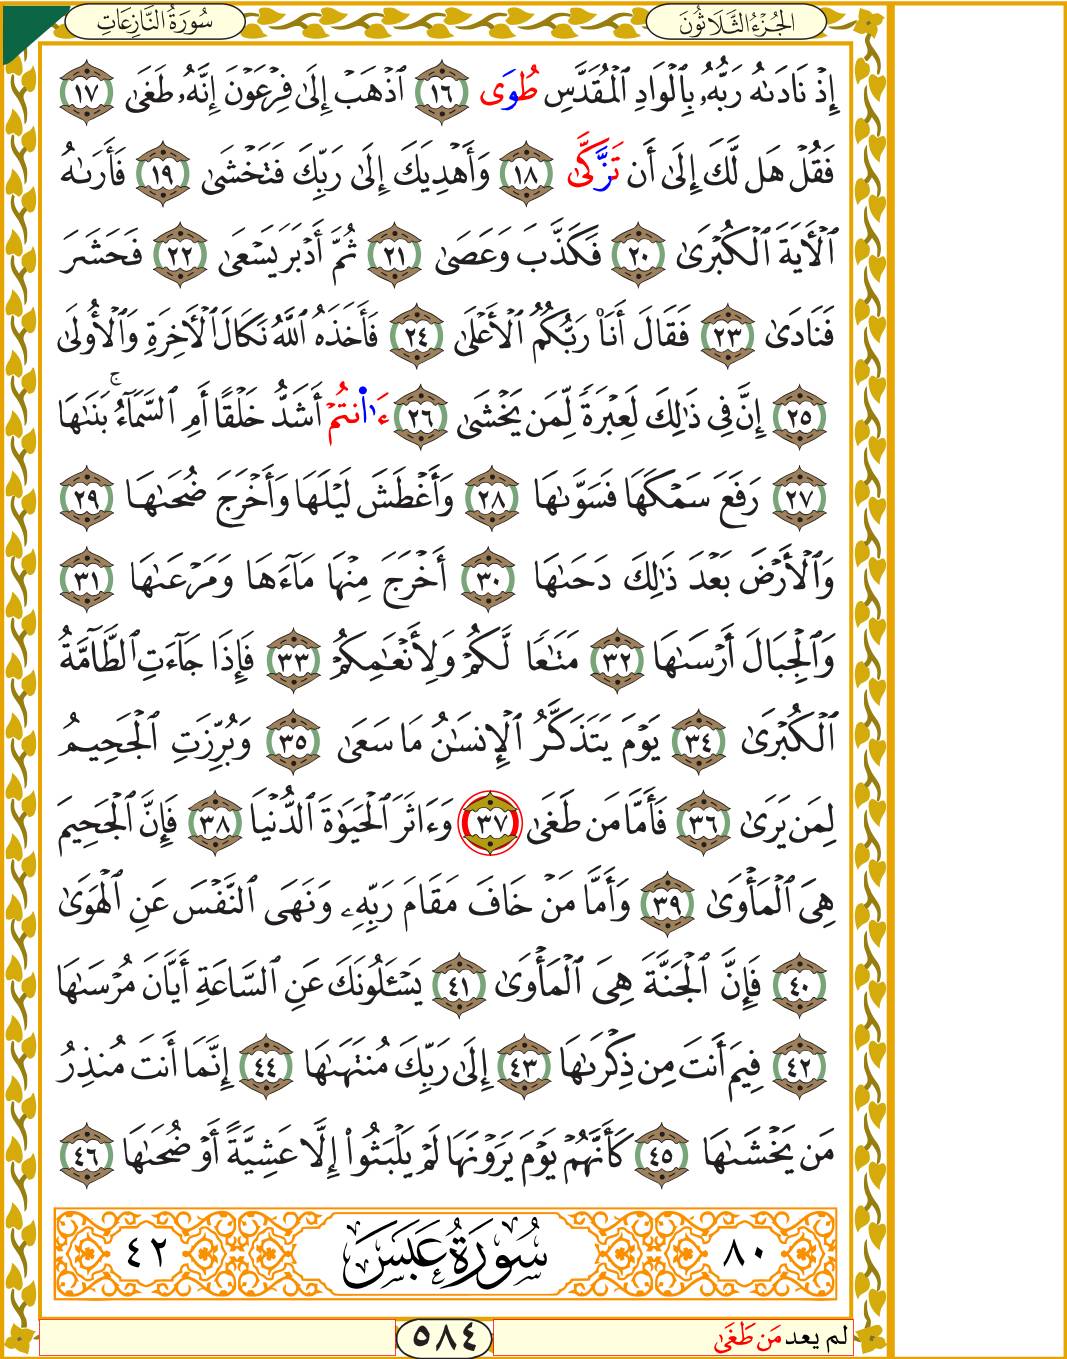 سُورَةُ النَّازِعَاتِ
الجُزْءُ الثَّلَاثُونَ
إِذْ نَادَىٰهُ رَبُّهُۥ بِٱلْوَادِ ٱلْمُقَدَّسِ طُوَى ١٦ ٱذْهَبْ إِلَىٰ فِرْعَوْنَ إِنَّهُۥ طَغَىٰ ١٧
فَقُلْ هَل لَّكَ إِلَىٰ أَن تَزَّكَّىٰ ١٨ وَأَهْدِيَكَ إِلَىٰ رَبِّكَ فَتَخْشَىٰ ١٩ فَأَرَىٰهُ
ٱلْأٓيَةَ ٱلْكُبْرَىٰ ٢٠ فَكَذَّبَ وَعَصَىٰ ٢١ ثُمَّ أَدْبَرَ يَسْعَىٰ ٢٢ فَحَشَرَ
فَنَادَىٰ ٢٣ فَقَالَ أَنَا۠ رَبُّكُمُ ٱلْأَعْلَىٰ ٢٤ فَأَخَذَهُ ٱللَّهُ نَكَالَ ٱلْأٓخِرَةِ وَٱلْأُولَىٰ
٢٥ إِنَّ فِى ذَٰلِكَ لَعِبْرَةً لِّمَن يَخْشَىٰ ٢٦ ءَا۬نتُمْ أَشَدُّ خَلْقًا أَمِ ٱلسَّمَآءُ ۚ بَنَىٰهَا
٢٧ رَفَعَ سَمْكَهَا فَسَوَّىٰهَا ٢٨ وَأَغْطَشَ لَيْلَهَا وَأَخْرَجَ ضُحَىٰهَا ٢٩
وَٱلْأَرْضَ بَعْدَ ذَٰلِكَ دَحَىٰهَا ٣٠ أَخْرَجَ مِنْهَا مَآءَهَا وَمَرْعَىٰهَا ٣١
وَٱلْجِبَالَ أَرْسَىٰهَا ٣٢ مَتَٰعًا لَّكُمْ وَلِأَنْعَٰمِكُمْ ٣٣ فَإِذَا جَآءَتِ ٱلطَّآمَّةُ
ٱلْكُبْرَىٰ ٣٤ يَوْمَ يَتَذَكَّرُ ٱلْإِنسَٰنُ مَا سَعَىٰ ٣٥ وَبُرِّزَتِ ٱلْجَحِيمُ
لِمَن يَرَىٰ ٣٦ فَأَمَّا مَن طَغَىٰ ٣٧ وَءَاثَرَ ٱلْحَيَوٰةَ ٱلدُّنْيَا ٣٨ فَإِنَّ ٱلْجَحِيمَ
هِىَ ٱلْمَأْوَىٰ ٣٩ وَأَمَّا مَنْ خَافَ مَقَامَ رَبِّهِۦ وَنَهَى ٱلنَّفْسَ عَنِ ٱلْهَوَىٰ
٤٠ فَإِنَّ ٱلْجَنَّةَ هِىَ ٱلْمَأْوَىٰ ٤١ يَسْـَٔلُونَكَ عَنِ ٱلسَّاعَةِ أَيَّانَ مُرْسَىٰهَا
٤٢ فِيمَ أَنتَ مِن ذِكْرَىٰهَا ٤٣ إِلَىٰ رَبِّكَ مُنتَهَىٰهَا ٤٤ إِنَّمَا أَنتَ مُنذِرُ
مَن يَخْشَىٰهَا ٤٥ كَأَنَّهُمْ يَوْمَ يَرَوْنَهَا لَمْ يَلْبَثُوا۟ إِلَّا عَشِيَّةً أَوْ ضُحَىٰهَا ٤٦
٨٠ سُورَةُ عَبَسَ ٤٢
لم يعد مَن طَغَىٰ
٥٨٤